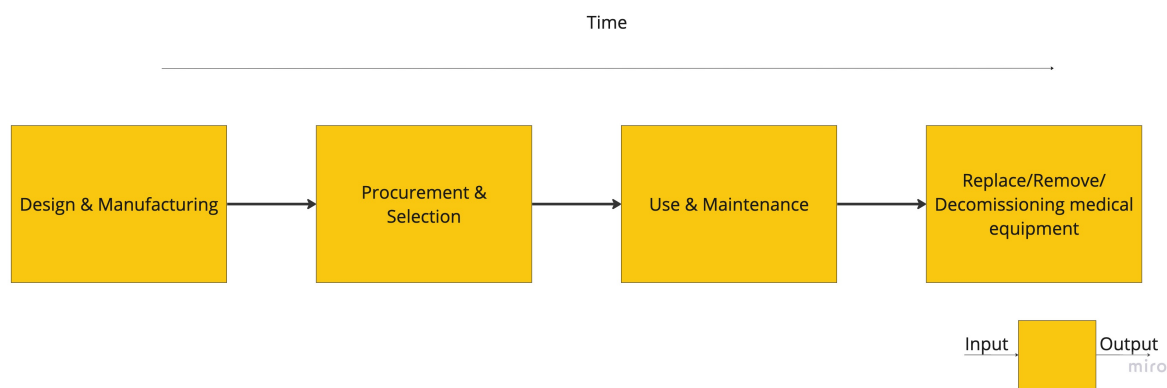 Time
Design & Manufacturing
Procurement &
Selection
Use & Maintenance
Replace/Remove/
Decomissioning medical
equipment
Input
Output
miro